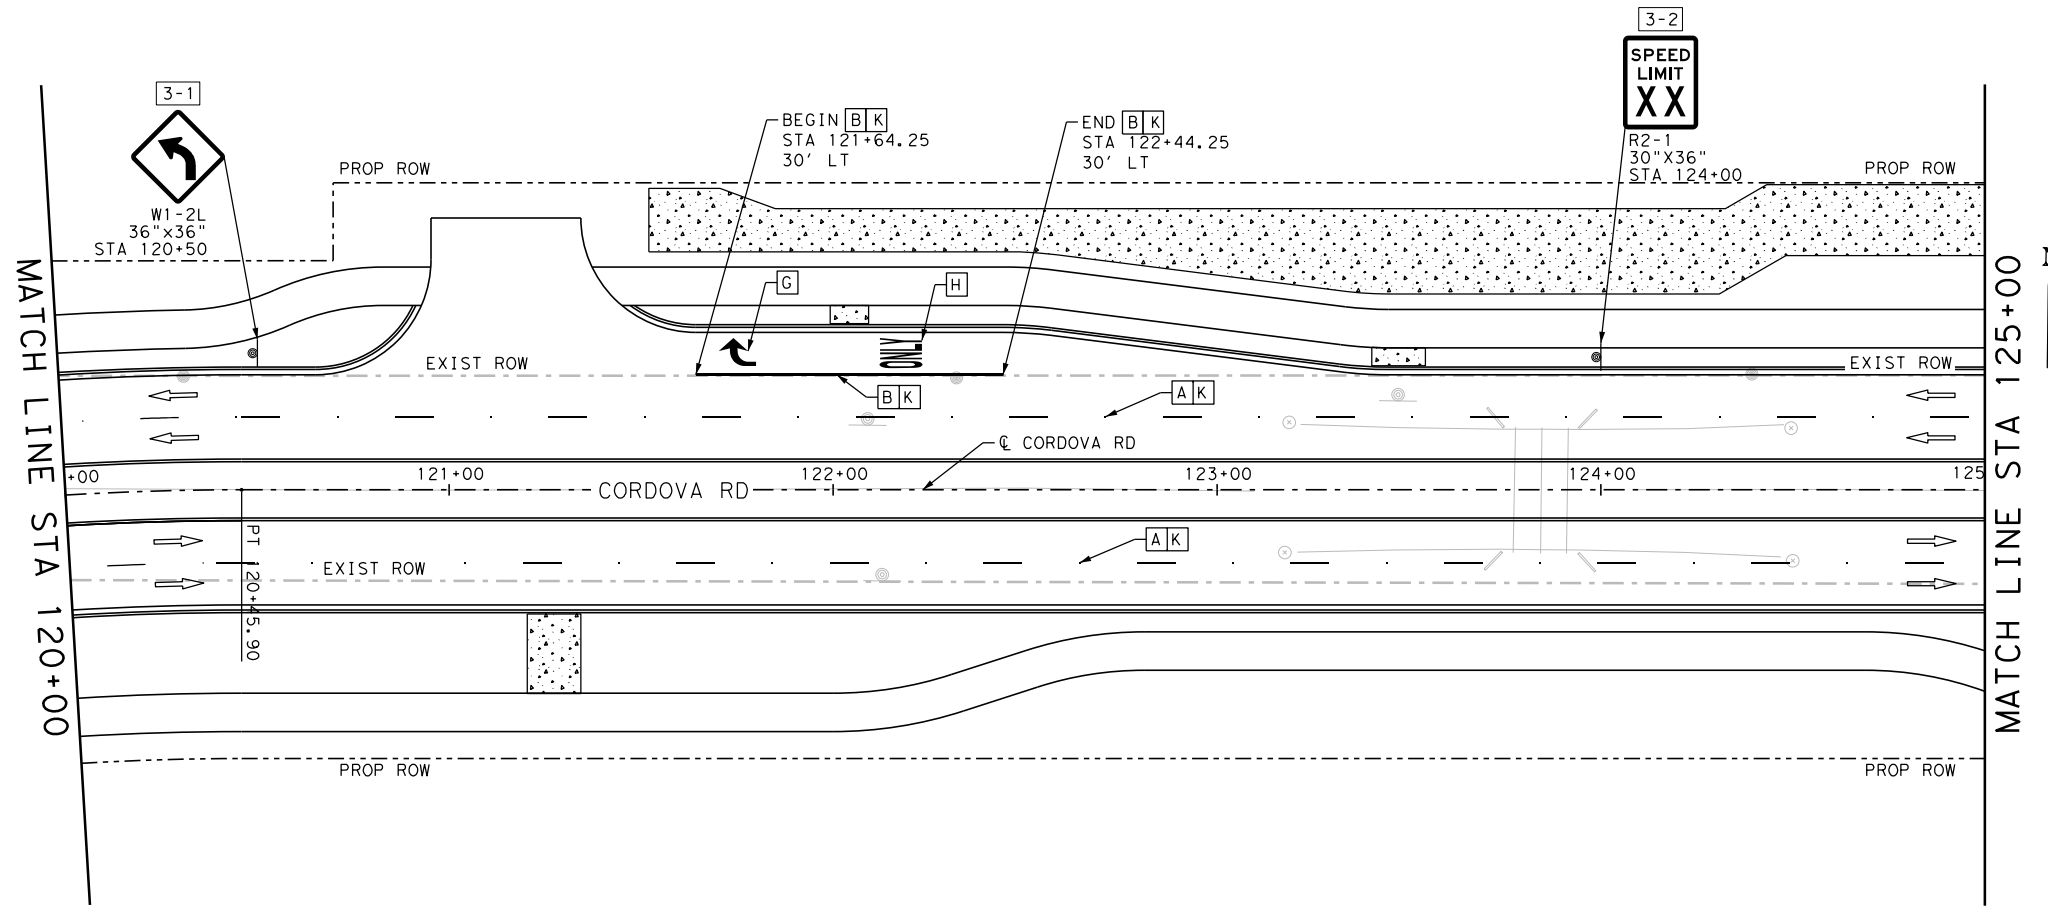 3-2
SPEED
LIMIT
XX
R2-1
30"X36"
STA 124+00
3-1
W1-2L
36"x36"
STA 120+50
PROP ROW
BEGIN B K
STA 121+64.25
30' LT
END B K
STA 122+44.25
30' LT
PROP ROW
G
H
ONLY
EXIST ROW
EXIST ROW
B K
A K
℄ CORDOVA RD
+00
121+00
122+00
123+00
124+00
125
CORDOVA RD
A K
EXIST ROW
PT 120+45.90
PROP ROW
PROP ROW
MATCH LINE STA 120+00
MATCH LINE STA 125+00